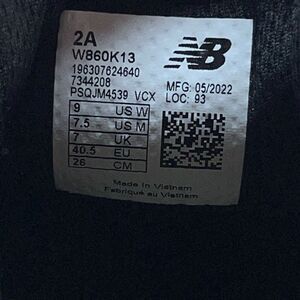 2A
NB
W860K13
196307624640
7344208
PSQJM4539 VCX
MFG: 05/2022
LOC: 93
9 US W
7.5 US M
7 UK
40.5 EU
26 CM
Made in Vietnam
Fabriqué au Vietnam